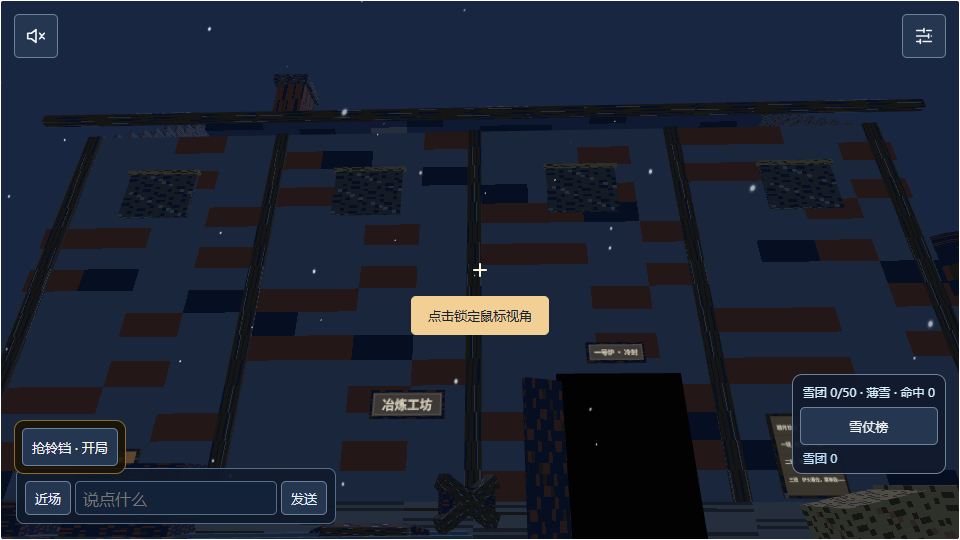 点击锁定鼠标视角
一号炉 · 冷封
冶炼工坊
雪团 0/50 · 薄雪 · 命中 0
雪仗榜
雪团 0
抢铃铛 · 开局
近场
说点什么
发送